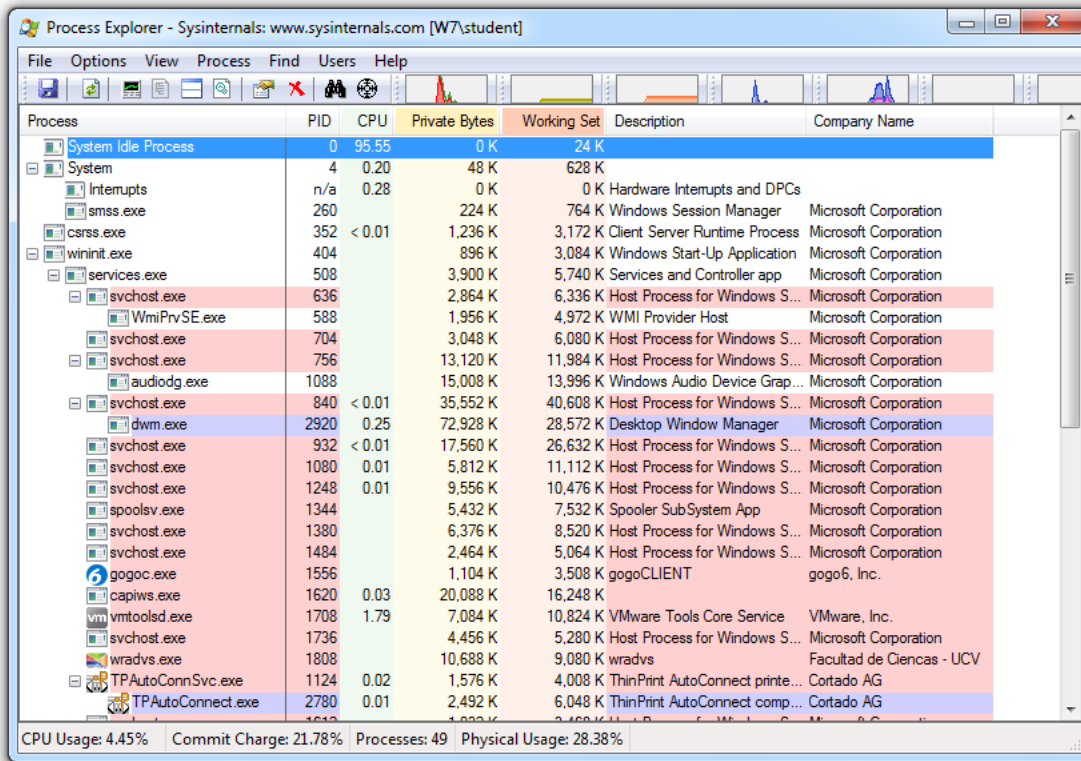 Process Explorer - Sysinternals: www.sysinternals.com [W7\student]
File Options View Process Find Users Help
Process PID CPU Private Bytes Working Set Description Company Name
System Idle Process 0 95.55 0 K 24 K
System 4 0.20 48 K 628 K
Interrupts n/a 0.28 0 K 0 K Hardware Interrupts and DPCs
smss.exe 260 224 K 764 K Windows Session Manager Microsoft Corporation
csrss.exe 352 < 0.01 1,236 K 3,172 K Client Server Runtime Process Microsoft Corporation
wininit.exe 404 896 K 3,084 K Windows Start-Up Application Microsoft Corporation
services.exe 508 3,900 K 5,740 K Services and Controller app Microsoft Corporation
svchost.exe 636 2,864 K 6,336 K Host Process for Windows S... Microsoft Corporation
WmiPrvSE.exe 588 1,956 K 4,972 K WMI Provider Host Microsoft Corporation
svchost.exe 704 3,048 K 6,080 K Host Process for Windows S... Microsoft Corporation
svchost.exe 756 13,120 K 11,984 K Host Process for Windows S... Microsoft Corporation
audiodg.exe 1088 15,008 K 13,996 K Windows Audio Device Grap... Microsoft Corporation
svchost.exe 840 < 0.01 35,552 K 40,608 K Host Process for Windows S... Microsoft Corporation
dwm.exe 2920 0.25 72,928 K 28,572 K Desktop Window Manager Microsoft Corporation
svchost.exe 932 < 0.01 17,560 K 26,632 K Host Process for Windows S... Microsoft Corporation
svchost.exe 1080 0.01 5,812 K 11,112 K Host Process for Windows S... Microsoft Corporation
svchost.exe 1248 0.01 9,556 K 10,476 K Host Process for Windows S... Microsoft Corporation
spoolsv.exe 1344 5,432 K 7,532 K Spooler SubSystem App Microsoft Corporation
svchost.exe 1380 6,376 K 8,520 K Host Process for Windows S... Microsoft Corporation
svchost.exe 1484 2,464 K 5,064 K Host Process for Windows S... Microsoft Corporation
gogoc.exe 1556 1,104 K 3,508 K gogoCLIENT gogo6, Inc.
capiws.exe 1620 0.03 20,088 K 16,248 K
vmtoolsd.exe 1708 1.79 7,084 K 10,824 K VMware Tools Core Service VMware, Inc.
svchost.exe 1736 4,456 K 5,280 K Host Process for Windows S... Microsoft Corporation
wradvs.exe 1808 10,688 K 9,080 K wradvs Facultad de Ciencas - UCV
TPAutoConnSvc.exe 1124 0.02 1,576 K 4,008 K ThinPrint AutoConnect printe... Cortado AG
TPAutoConnect.exe 2780 0.01 2,492 K 6,048 K ThinPrint AutoConnect comp... Cortado AG
CPU Usage: 4.45% Commit Charge: 21.78% Processes: 49 Physical Usage: 28.38%